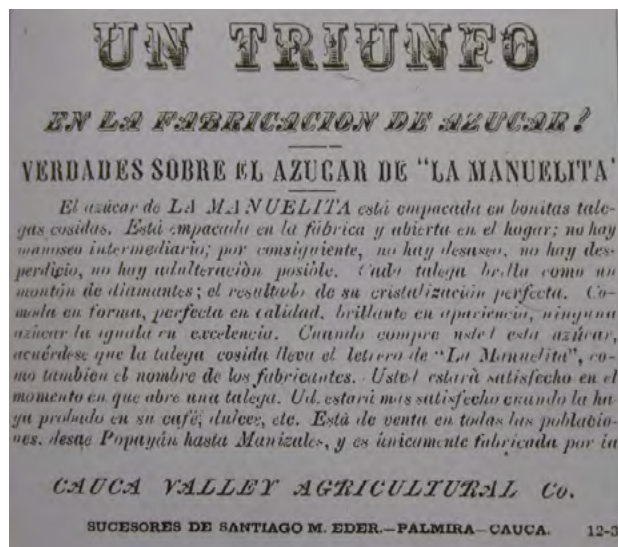 UN TRIUNFO
EN LA FABRICACION DE AZUCAR!
VERDADES SOBRE EL AZUCAR DE "LA MANUELITA'
El azúcar de LA MANUELITA está empacada en bonitas tale-
gas cosidas. Está empacada en la fábrica y abierta en el hogar; no hay
manoseo intermediario; por consiguiente, no hay desaseo, no hay des-
perdicio, no hay adulteración posible. Cada talega brilla como un
montón de diamantes; el resultado de su cristalización perfecta. Co-
moda en forma, perfecta en calidad, brillante en apariencia, ninguna
azúcar la iguala en excelencia. Cuando compre usted esta azúcar,
acuérdese que la talega cosida lleva el letrero de "La Manuelita", co-
mo tambien el nombre de los fabricantes. Usted estará satisfecho en el
momento en que abre una talega. Ud. estará mas satisfecho cuando la ha-
ya probado en su café, dulces, etc. Está de venta en todas las poblacio-
nes. desde Popayán hasta Manizales, y es únicamente fabricada por la
CAUCA VALLEY AGRICULTURAL Co.
SUCESORES DE SANTIAGO M. EDER.—PALMIRA—CAUCA. 12-3